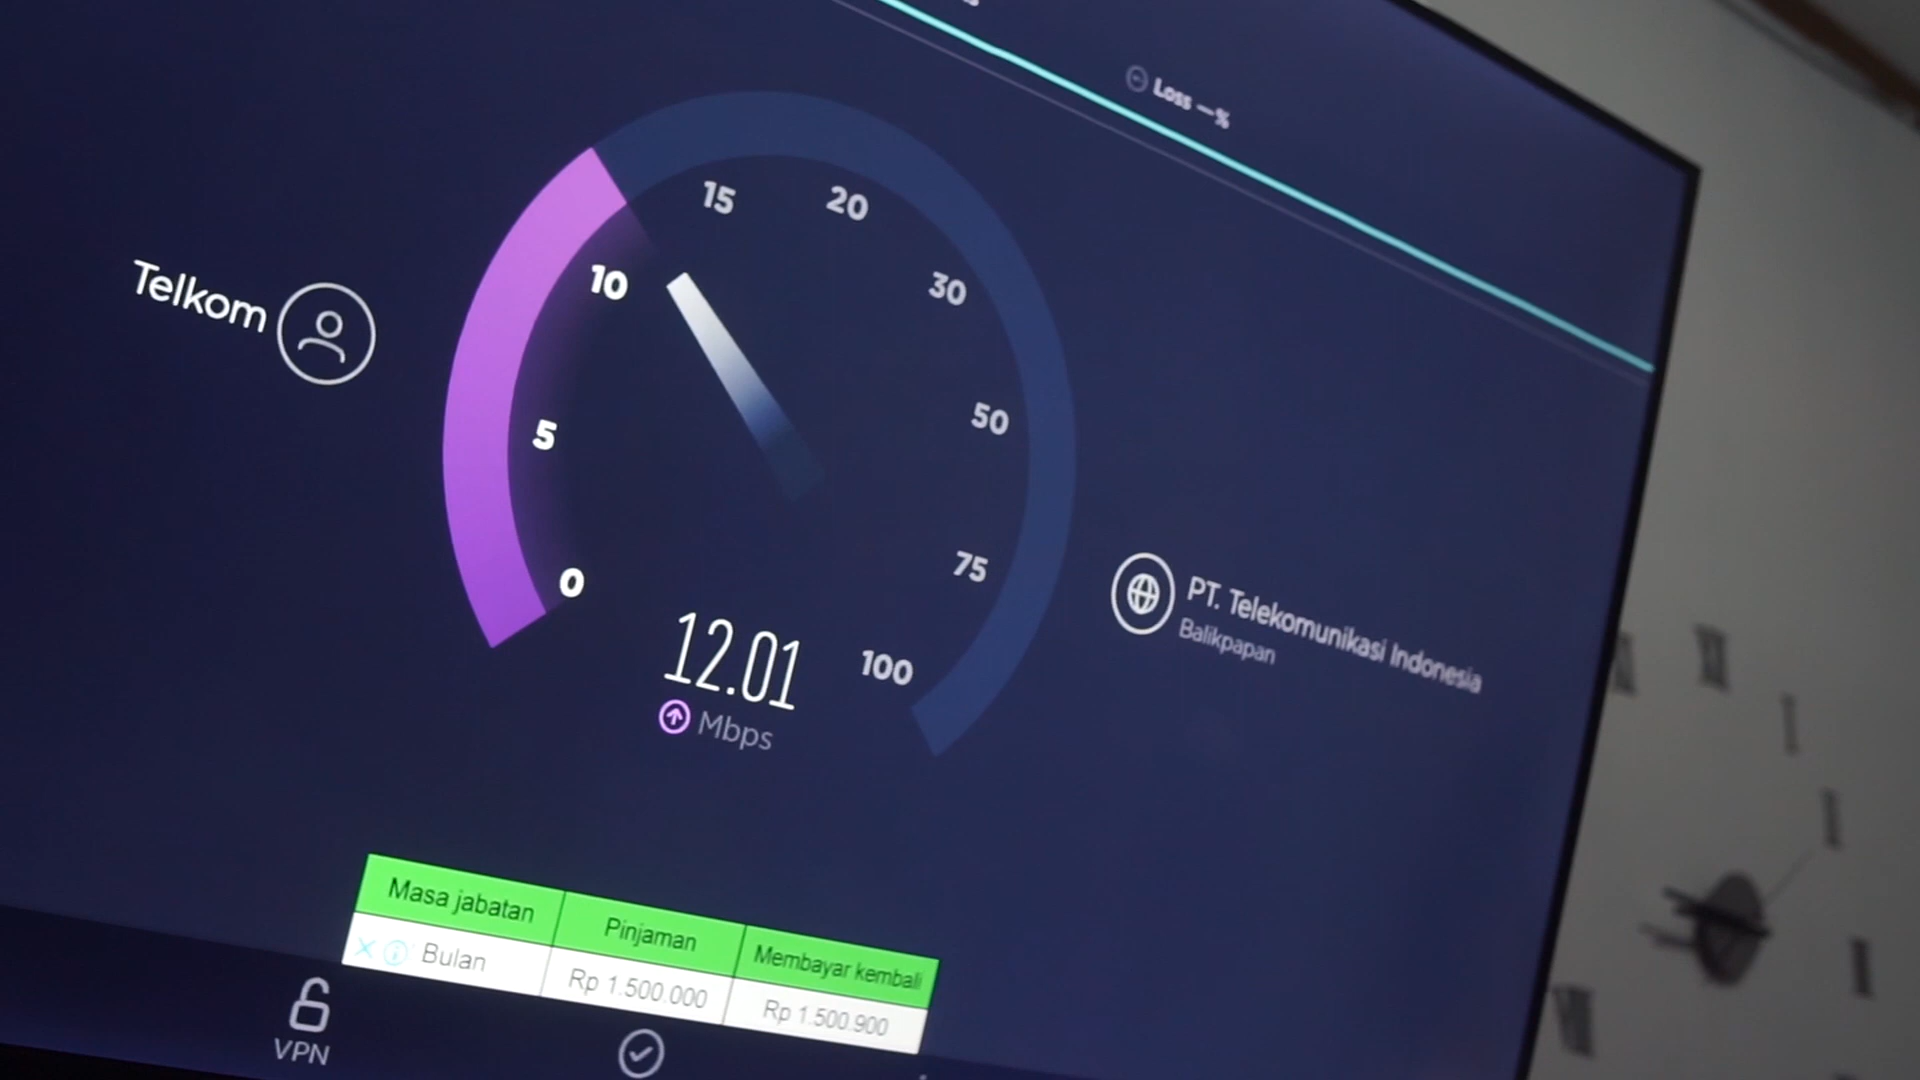 Loss —%
15
20
10
30
Telkom
5
50
0
75
12.01
Mbps
100
PT. Telekomunikasi Indonesia
Balikpapan
Masa jabatan
Pinjaman
Membayar kembali
Bulan
Rp 1.500.000
Rp 1.500.900
VPN